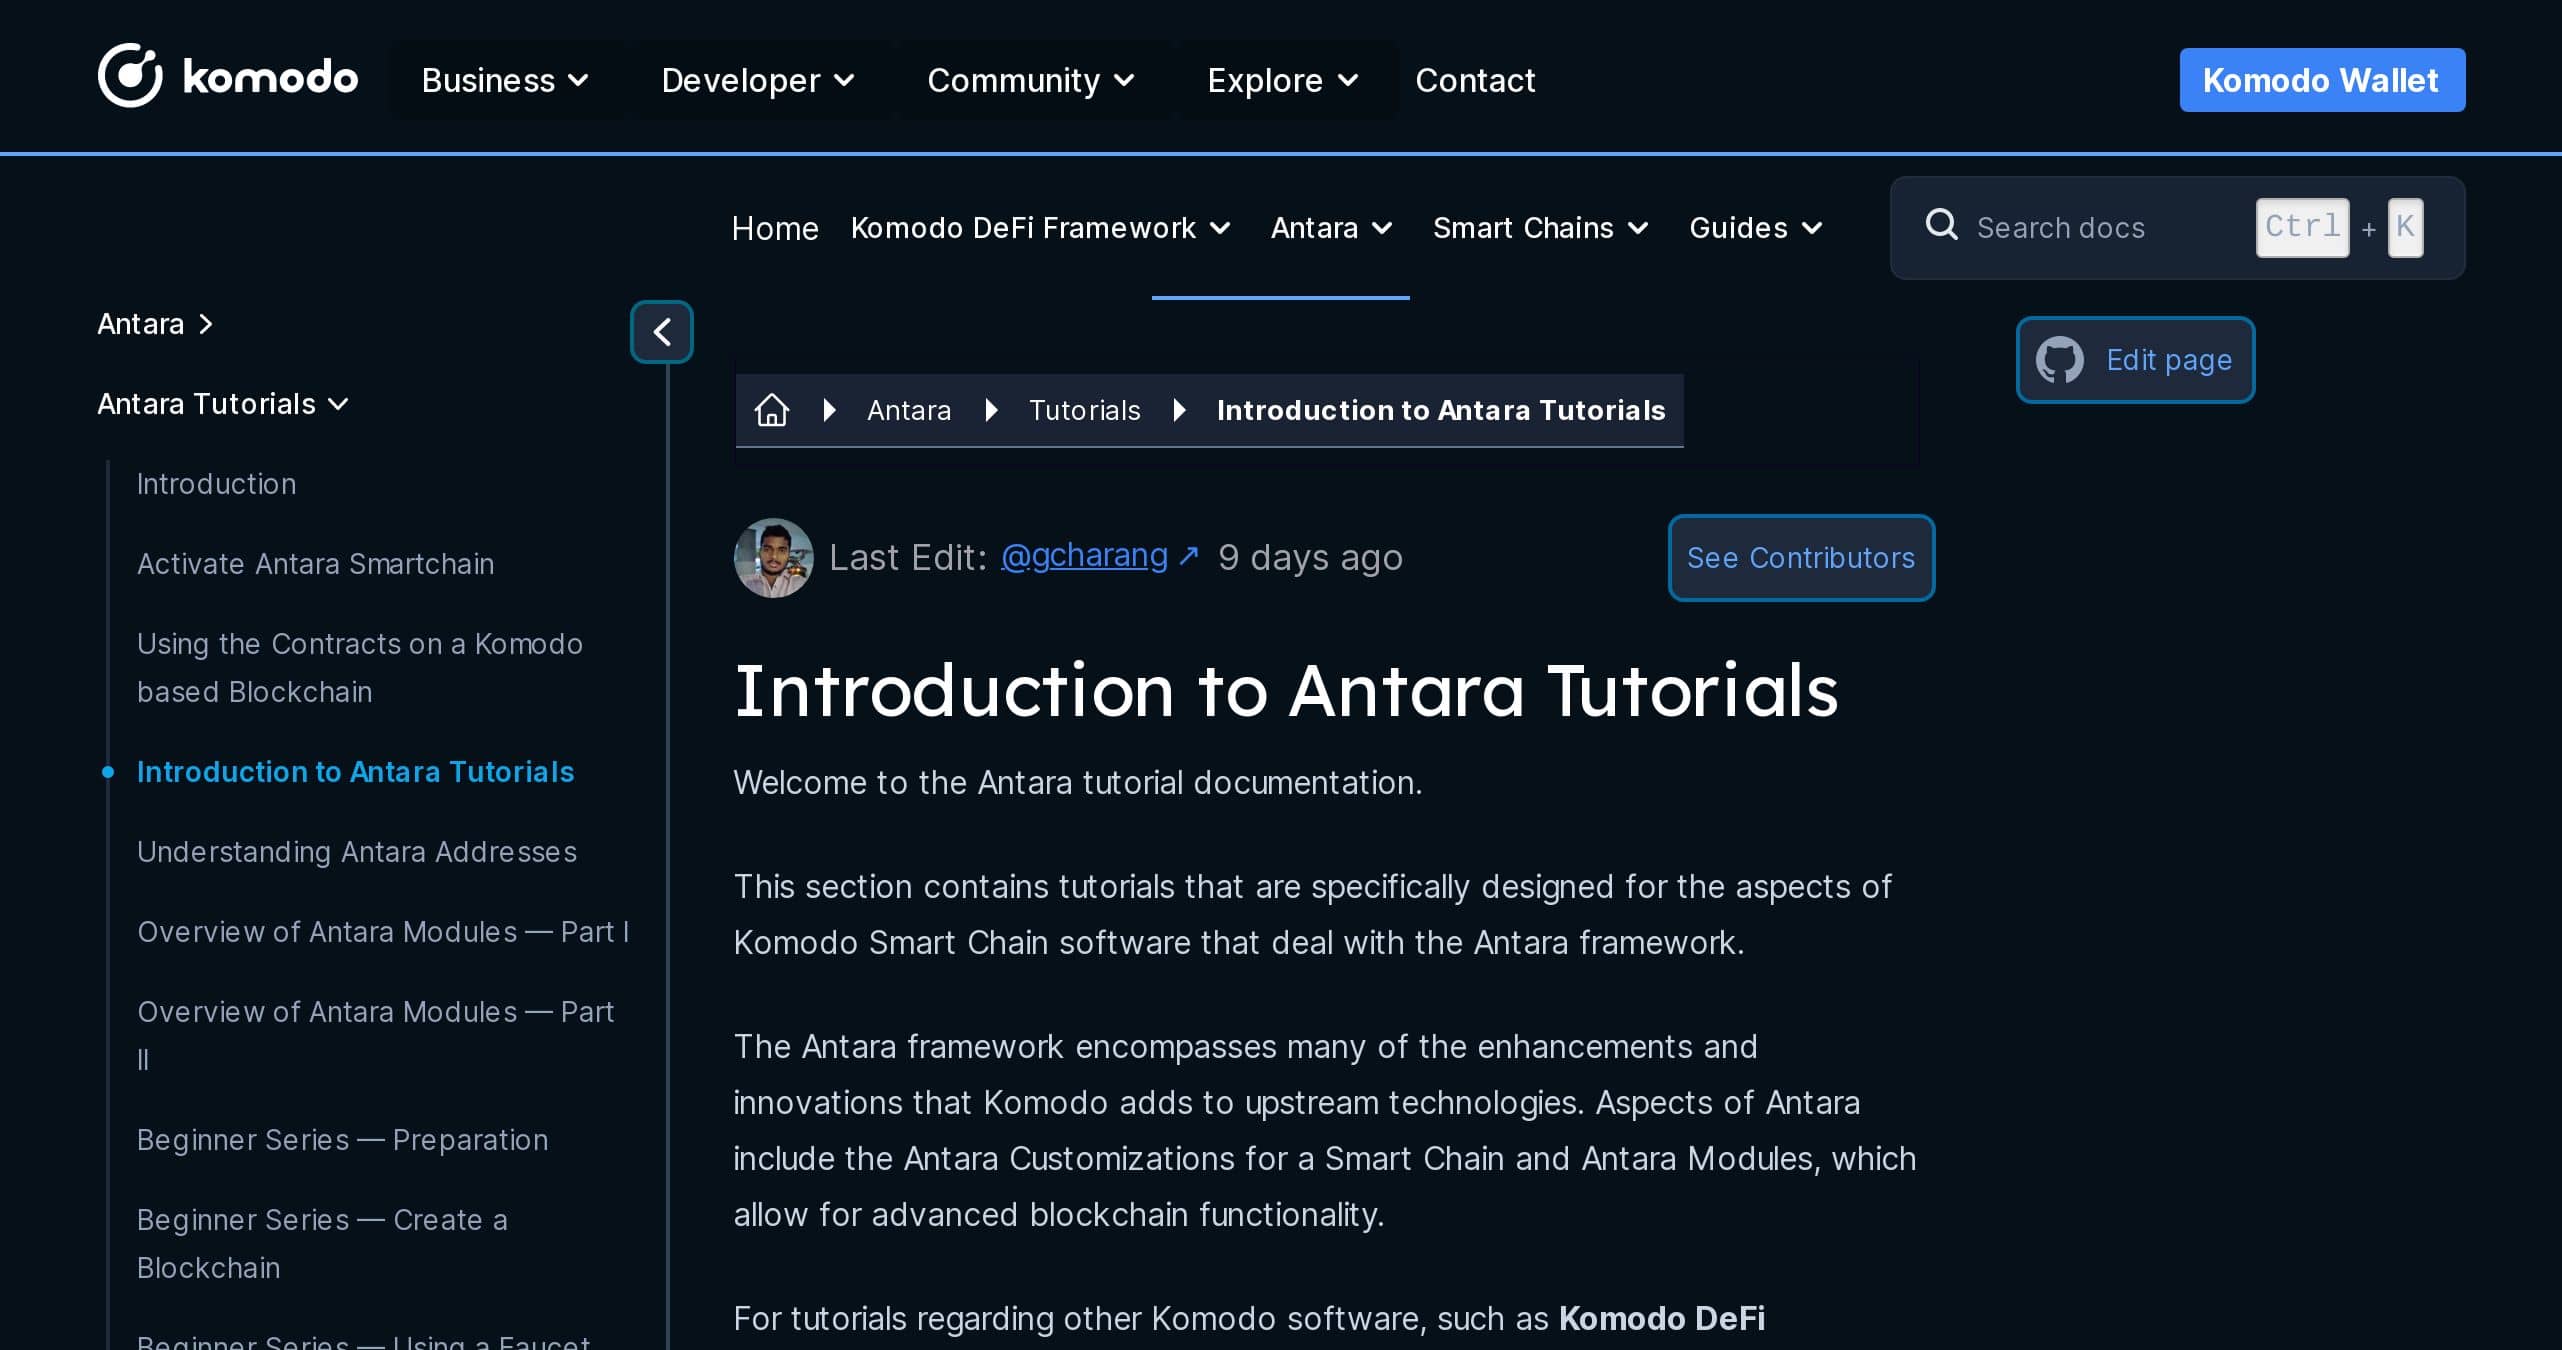 komodo
Business
Developer
Community
Explore
Contact
Komodo Wallet
Home
Komodo DeFi Framework
Antara
Smart Chains
Guides
Search docs
Ctrl + K
Antara
Antara Tutorials
Introduction
Activate Antara Smartchain
Using the Contracts on a Komodo
based Blockchain
Introduction to Antara Tutorials
Understanding Antara Addresses
Overview of Antara Modules — Part I
Overview of Antara Modules — Part
II
Beginner Series — Preparation
Beginner Series — Create a
Blockchain
Beginner Series — Using a Faucet
Edit page
Antara
Tutorials
Introduction to Antara Tutorials
Last Edit: @gcharang ↗ 9 days ago
See Contributors
Introduction to Antara Tutorials
Welcome to the Antara tutorial documentation.
This section contains tutorials that are specifically designed for the aspects of
Komodo Smart Chain software that deal with the Antara framework.
The Antara framework encompasses many of the enhancements and
innovations that Komodo adds to upstream technologies. Aspects of Antara
include the Antara Customizations for a Smart Chain and Antara Modules, which
allow for advanced blockchain functionality.
For tutorials regarding other Komodo software, such as Komodo DeFi